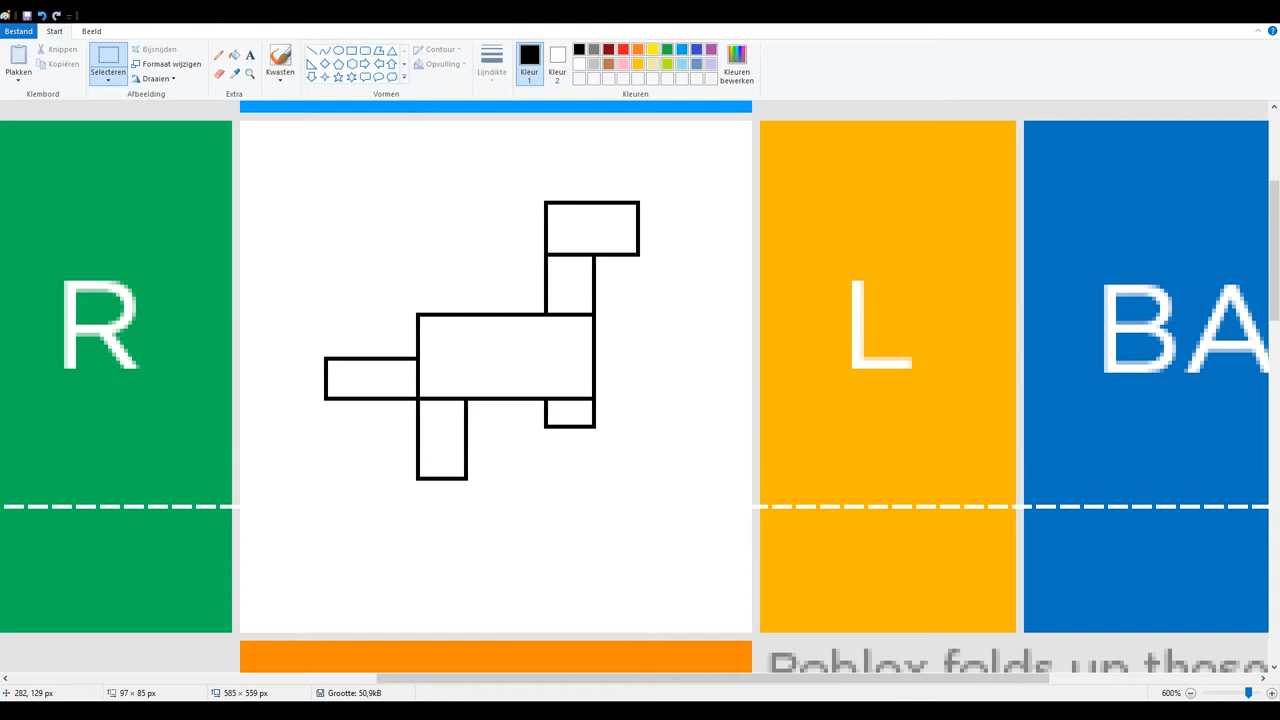 Bestand Start Beeld
Plakken
Knippen
Kopiëren
Klembord
Selecteren
Bijsnijden
Formaat wijzigen
Draaien
Afbeelding
A
Extra
Kwasten
Contour
Opvulling
Vormen
Lijndikte
Kleur
1
Kleur
2
Kleuren
bewerken
Kleuren
R L BA
Roblox folds up these
282, 129 px 97 × 85 px 585 × 559 px Grootte: 50,9kB 600%